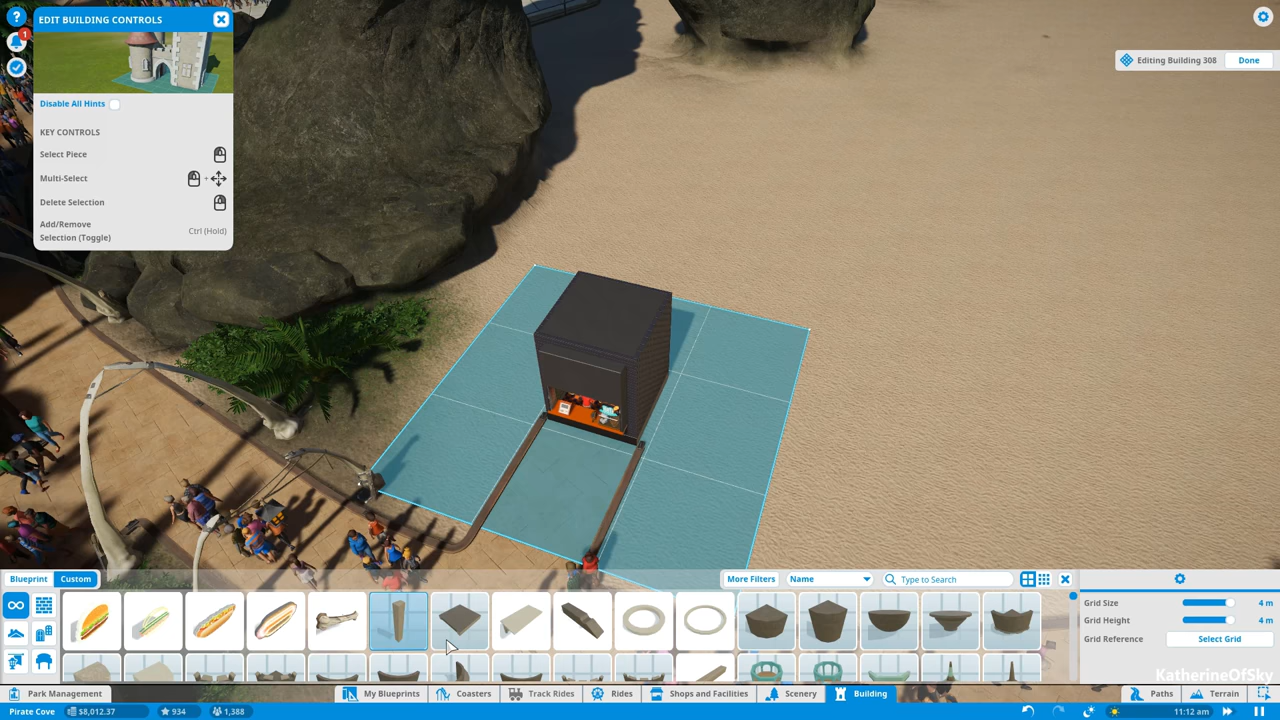 EDIT BUILDING CONTROLS
1
Disable All Hints
KEY CONTROLS
Select Piece
Multi-Select
+
Delete Selection
Add/Remove
Selection (Toggle)
Ctrl (Hold)
Editing Building 308
Done
Blueprint
Custom
More Filters
Name
Type to Search
Grid Size
4 m
Grid Height
4 m
Grid Reference
Select Grid
KatherineOfSky
Park Management
My Blueprints
Coasters
Track Rides
Rides
Shops and Facilities
Scenery
Building
Paths
Terrain
Pirate Cove
$8,012.37
934
1,388
11:12 am